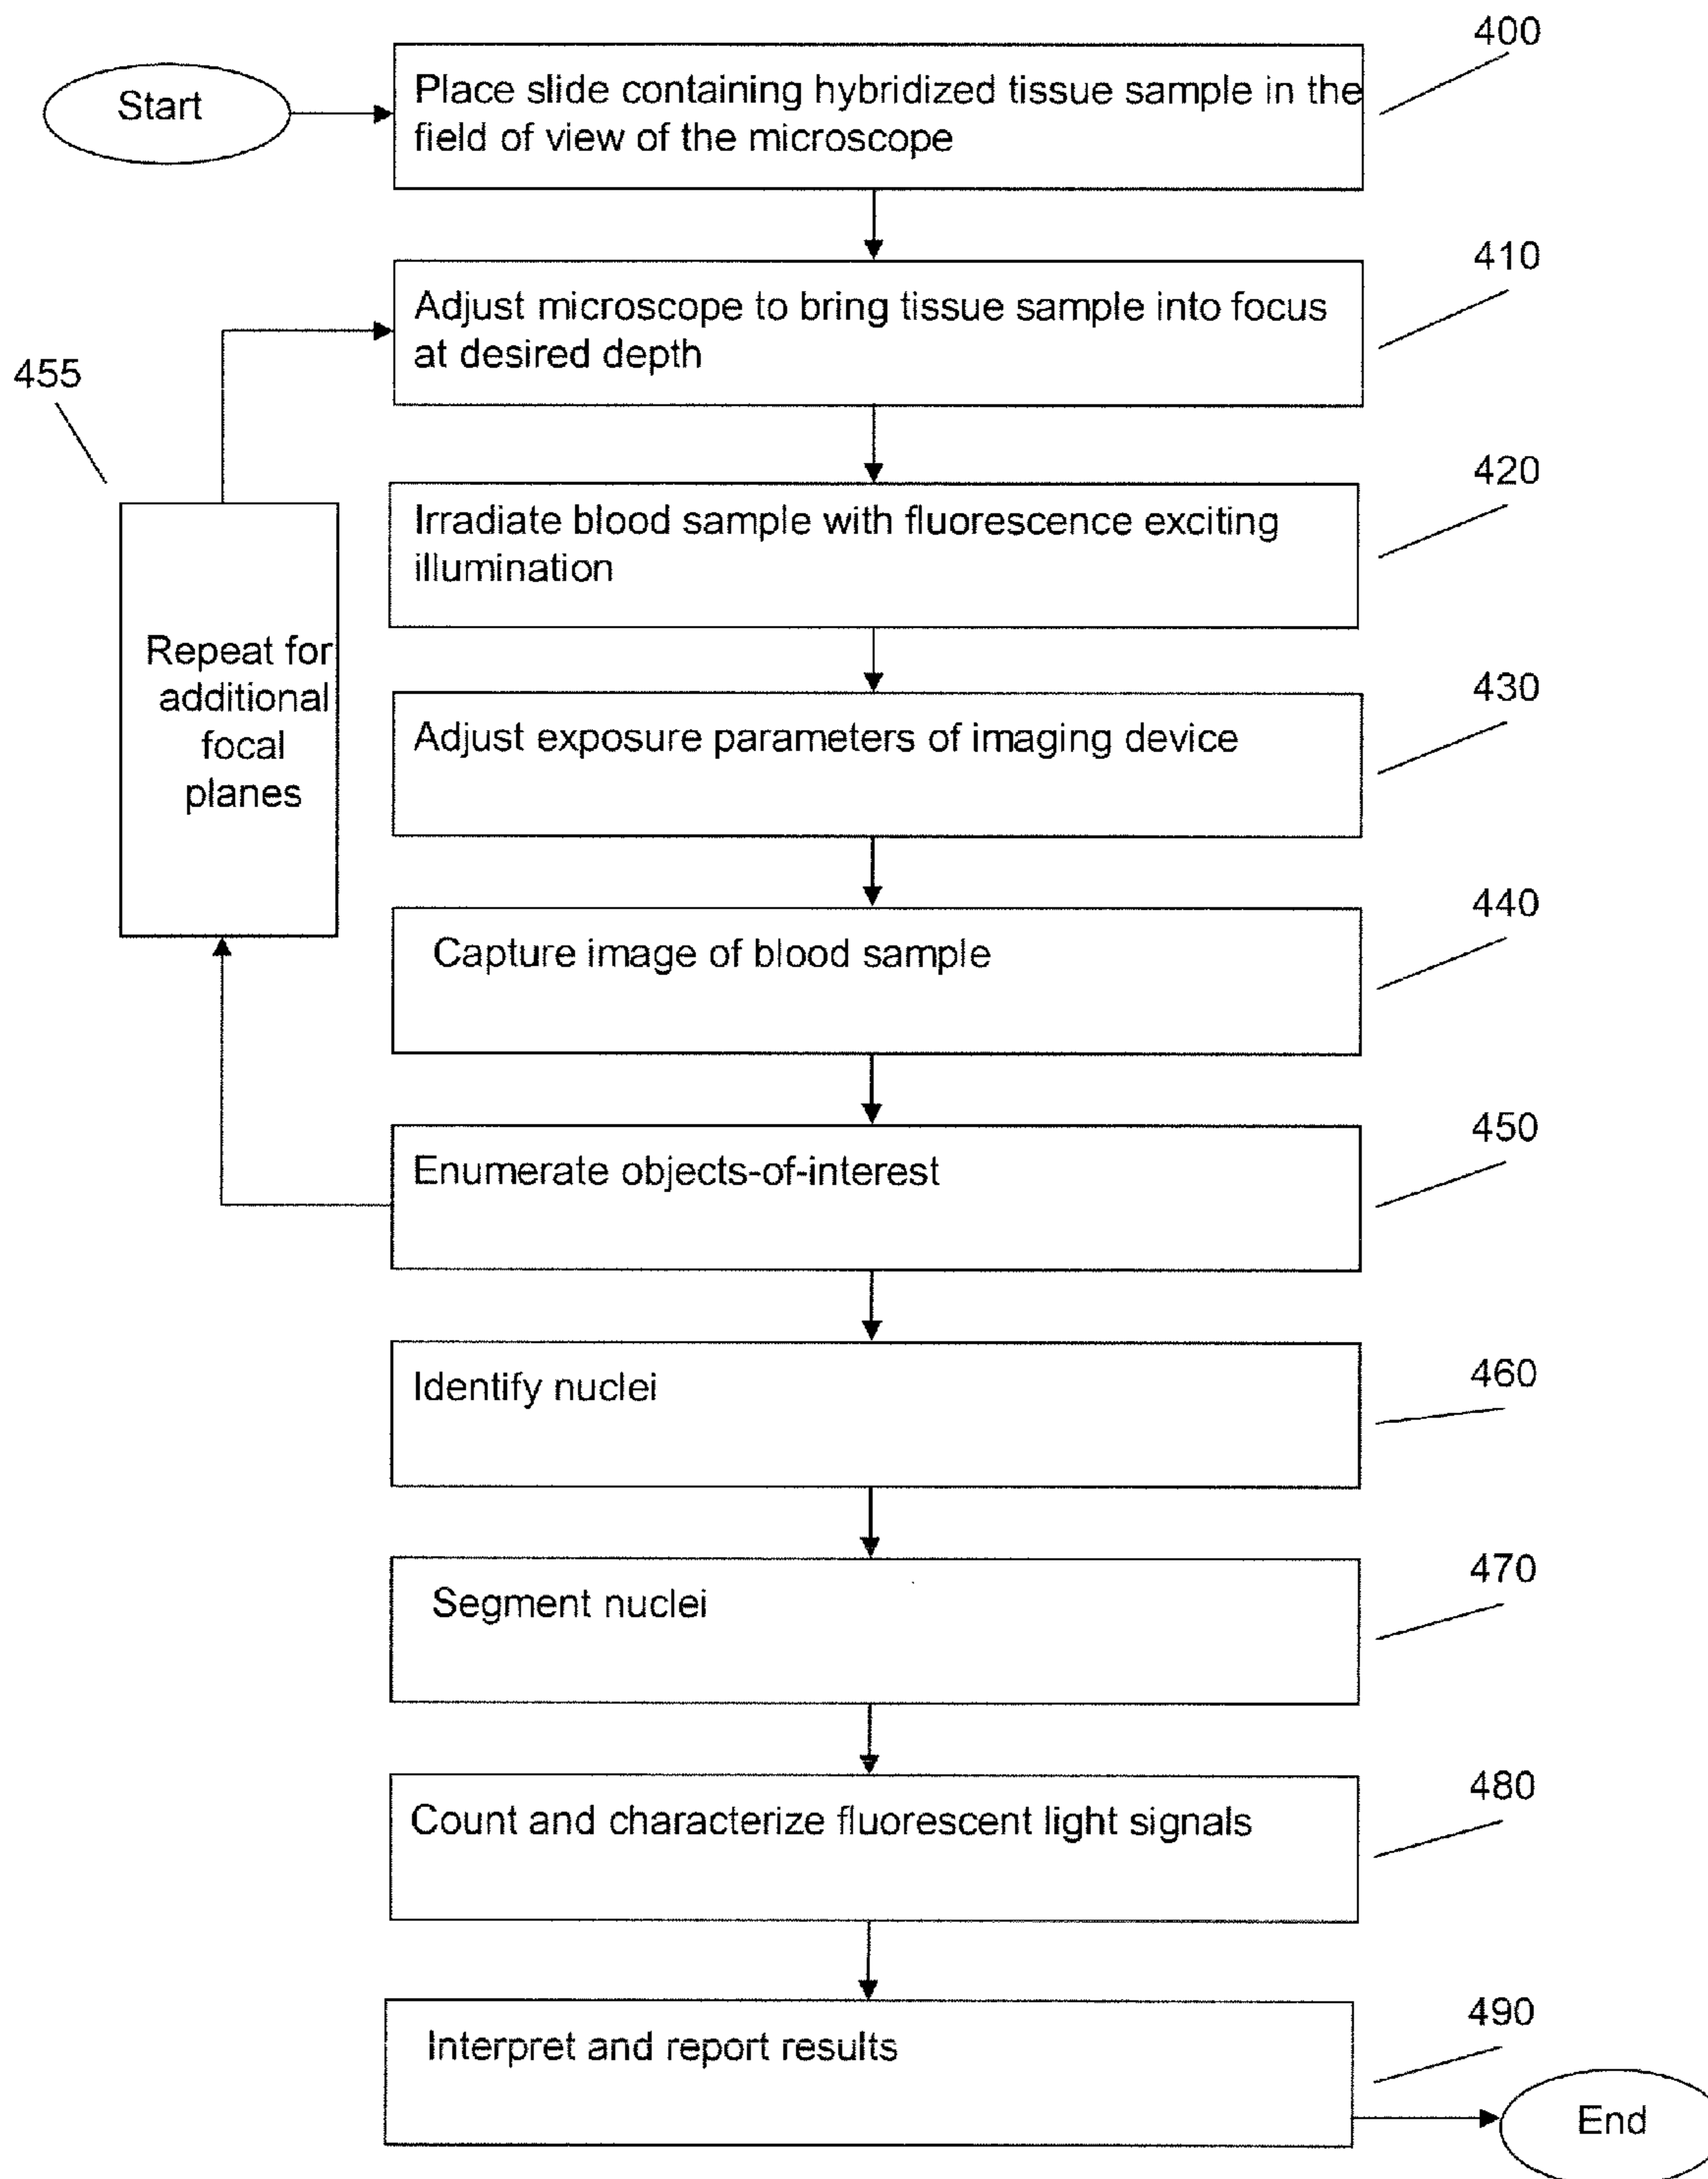 400
Start
Place slide containing hybridized tissue sample in the
field of view of the microscope
410
Adjust microscope to bring tissue sample into focus
at desired depth
455
420
Irradiate blood sample with fluorescence exciting
illumination
Repeat for
additional
focal
planes
430
Adjust exposure parameters of imaging device
440
Capture image of blood sample
450
Enumerate objects-of-interest
460
Identify nuclei
470
Segment nuclei
480
Count and characterize fluorescent light signals
490
Interpret and report results
End